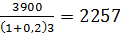 3900/(1+0,2)3 = 2257